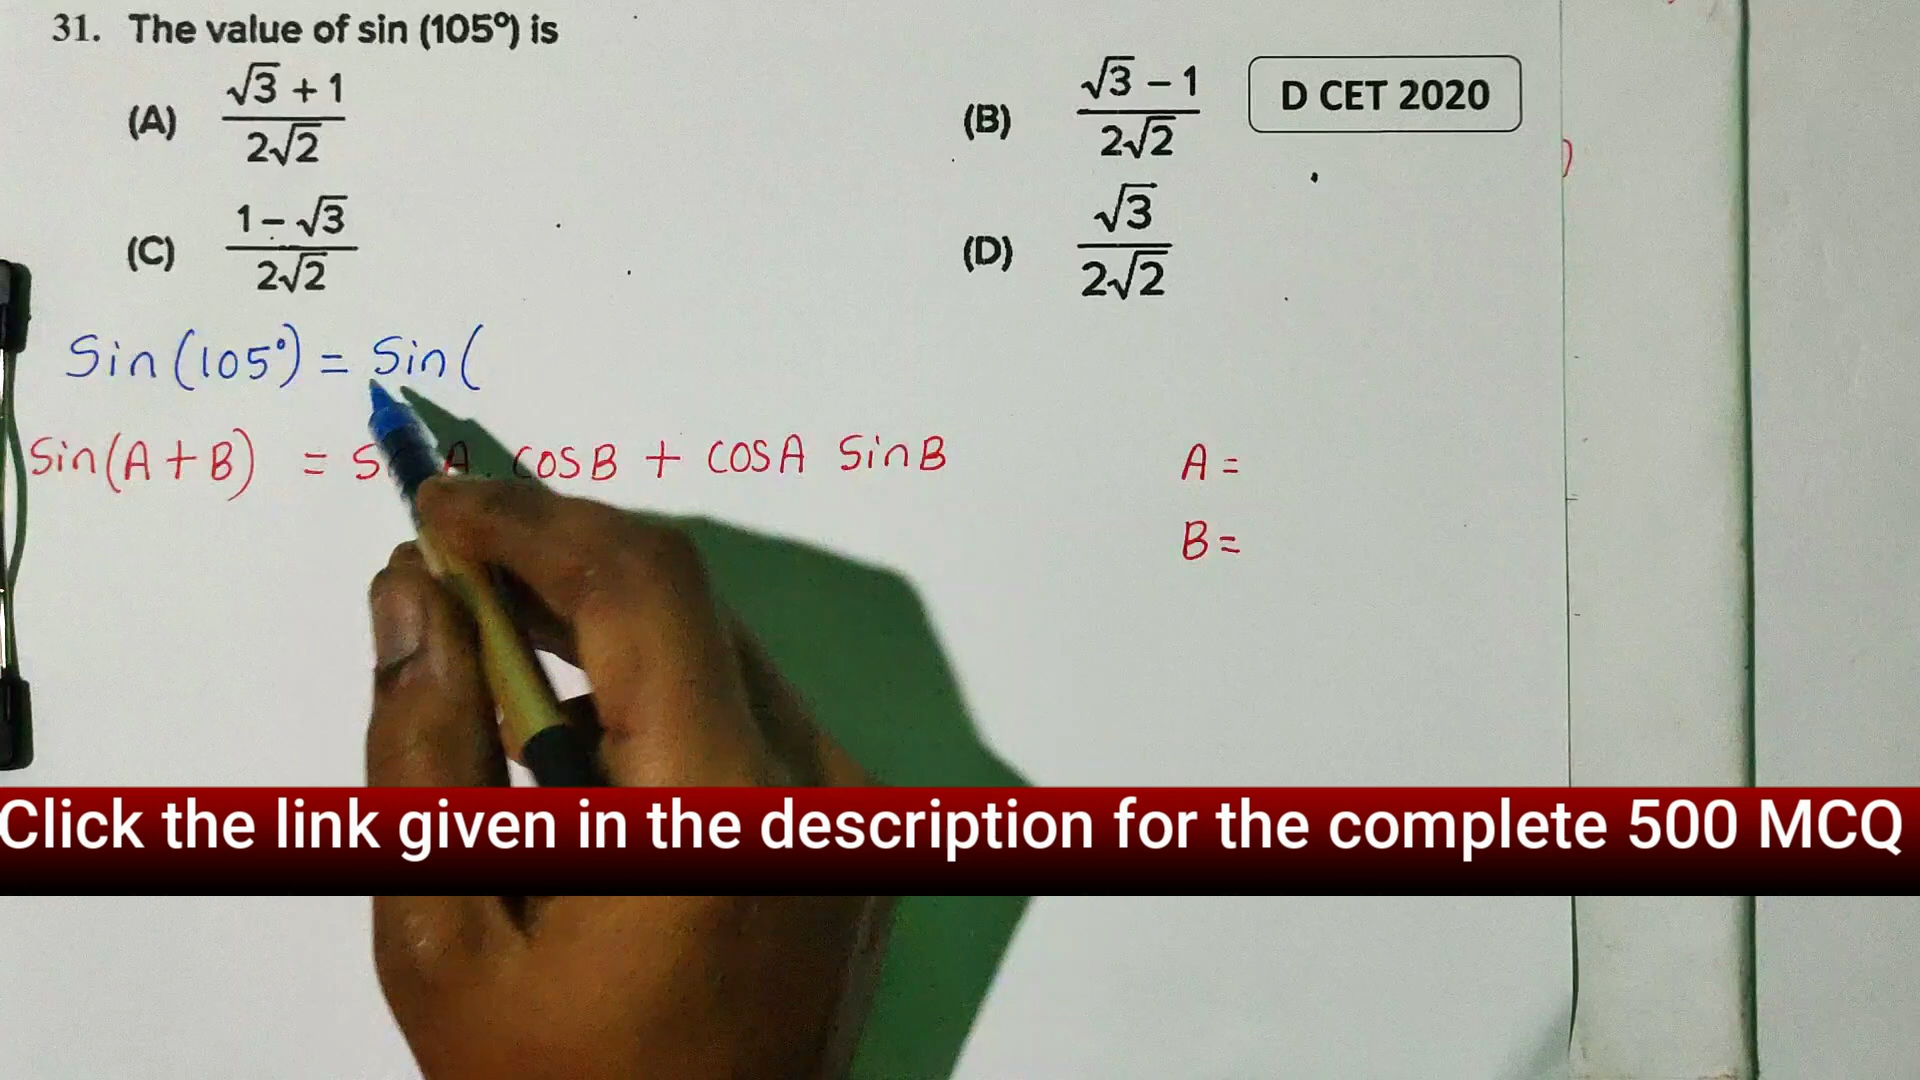 31. The value of sin (105°) is
(A) (√3 + 1)/(2√2)
(B) (√3 − 1)/(2√2)
D CET 2020
(C) (1 − √3)/(2√2)
(D) √3/(2√2)
Sin(105°) = Sin(
Sin(A + B) = S A . COSB + COSA SinB
A =
B =
Click the link given in the description for the complete 500 MCQ